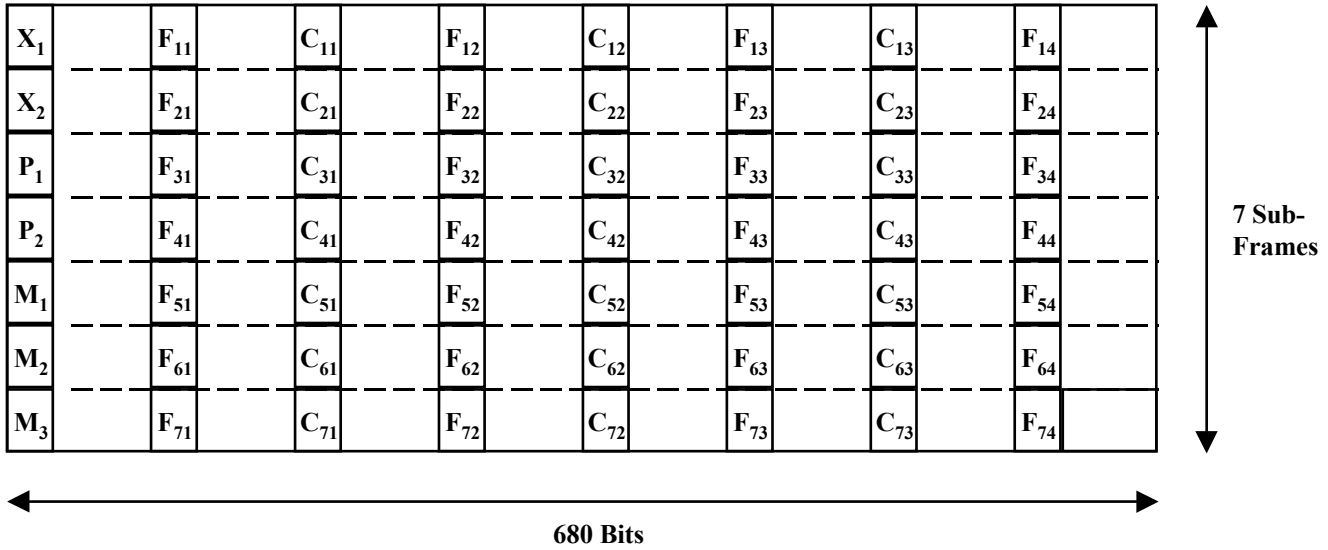 X₁ F₁₁ C₁₁ F₁₂ C₁₂ F₁₃ C₁₃ F₁₄
X₂ F₂₁ C₂₁ F₂₂ C₂₂ F₂₃ C₂₃ F₂₄
P₁ F₃₁ C₃₁ F₃₂ C₃₂ F₃₃ C₃₃ F₃₄
P₂ F₄₁ C₄₁ F₄₂ C₄₂ F₄₃ C₄₃ F₄₄
M₁ F₅₁ C₅₁ F₅₂ C₅₂ F₅₃ C₅₃ F₅₄
M₂ F₆₁ C₆₁ F₆₂ C₆₂ F₆₃ C₆₃ F₆₄
M₃ F₇₁ C₇₁ F₇₂ C₇₂ F₇₃ C₇₃ F₇₄
7 Sub-
Frames
680 Bits